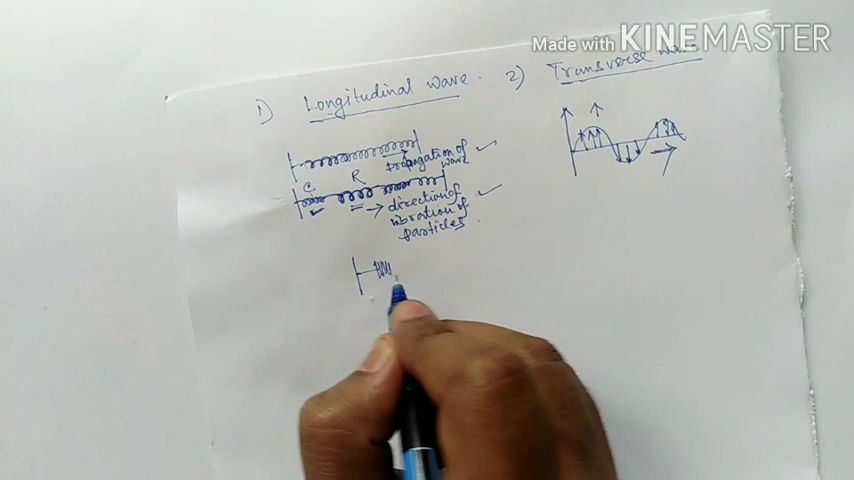 Made with KINEMASTER
1) Longitudinal wave. 2) Transverse wave
Propagation of
wave
C R
direction of
vibration of
particles.